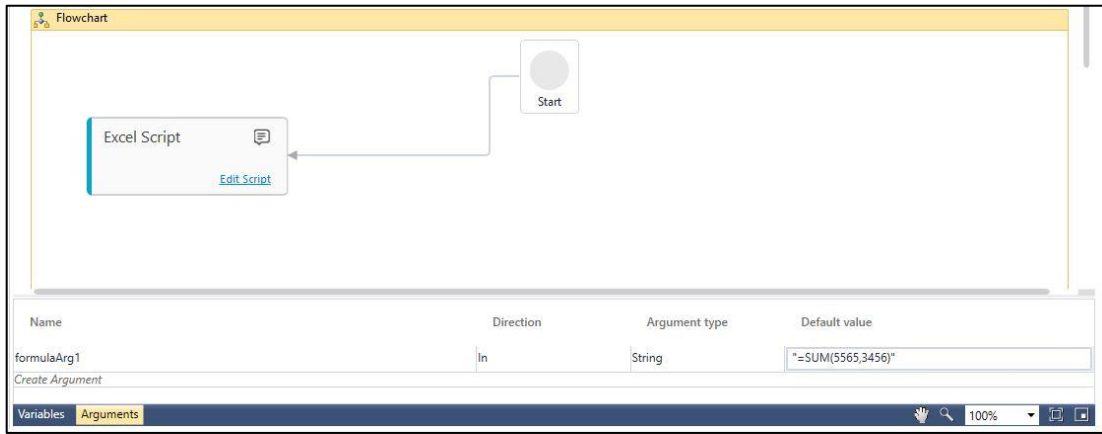 Flowchart
Start
Excel Script
Edit Script
Name Direction Argument type Default value
formulaArg1 In String "=SUM(5565,3456)"
Create Argument
Variables Arguments 100%